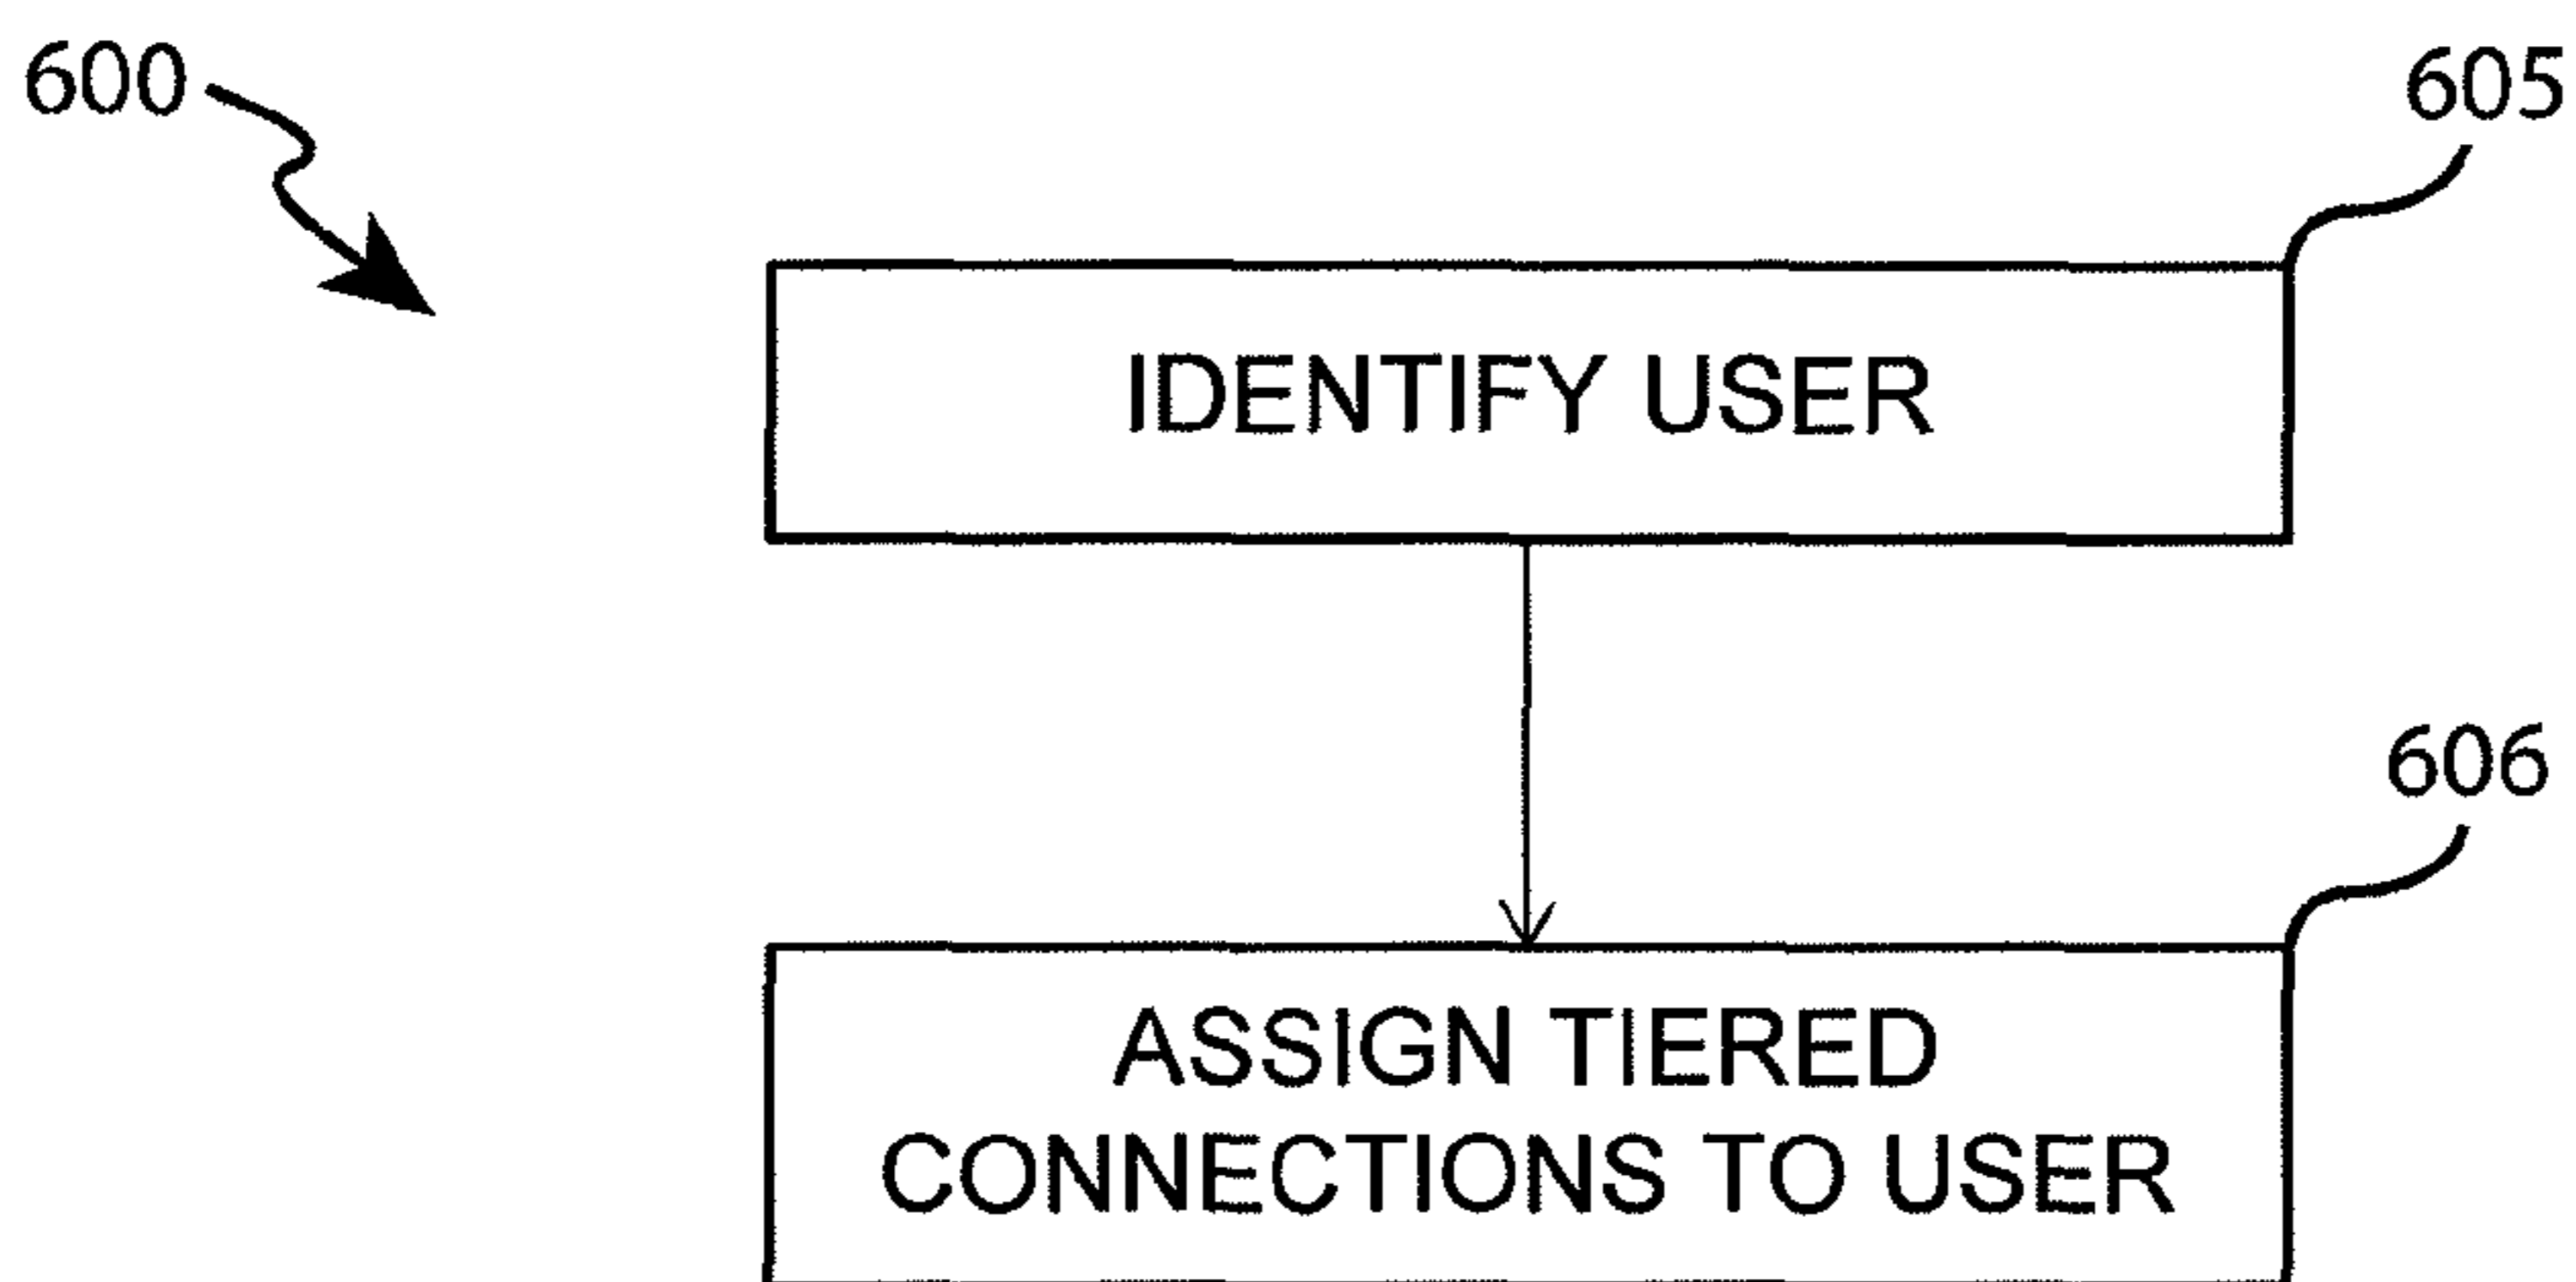 600
605
IDENTIFY USER
606
ASSIGN TIERED
CONNECTIONS TO USER